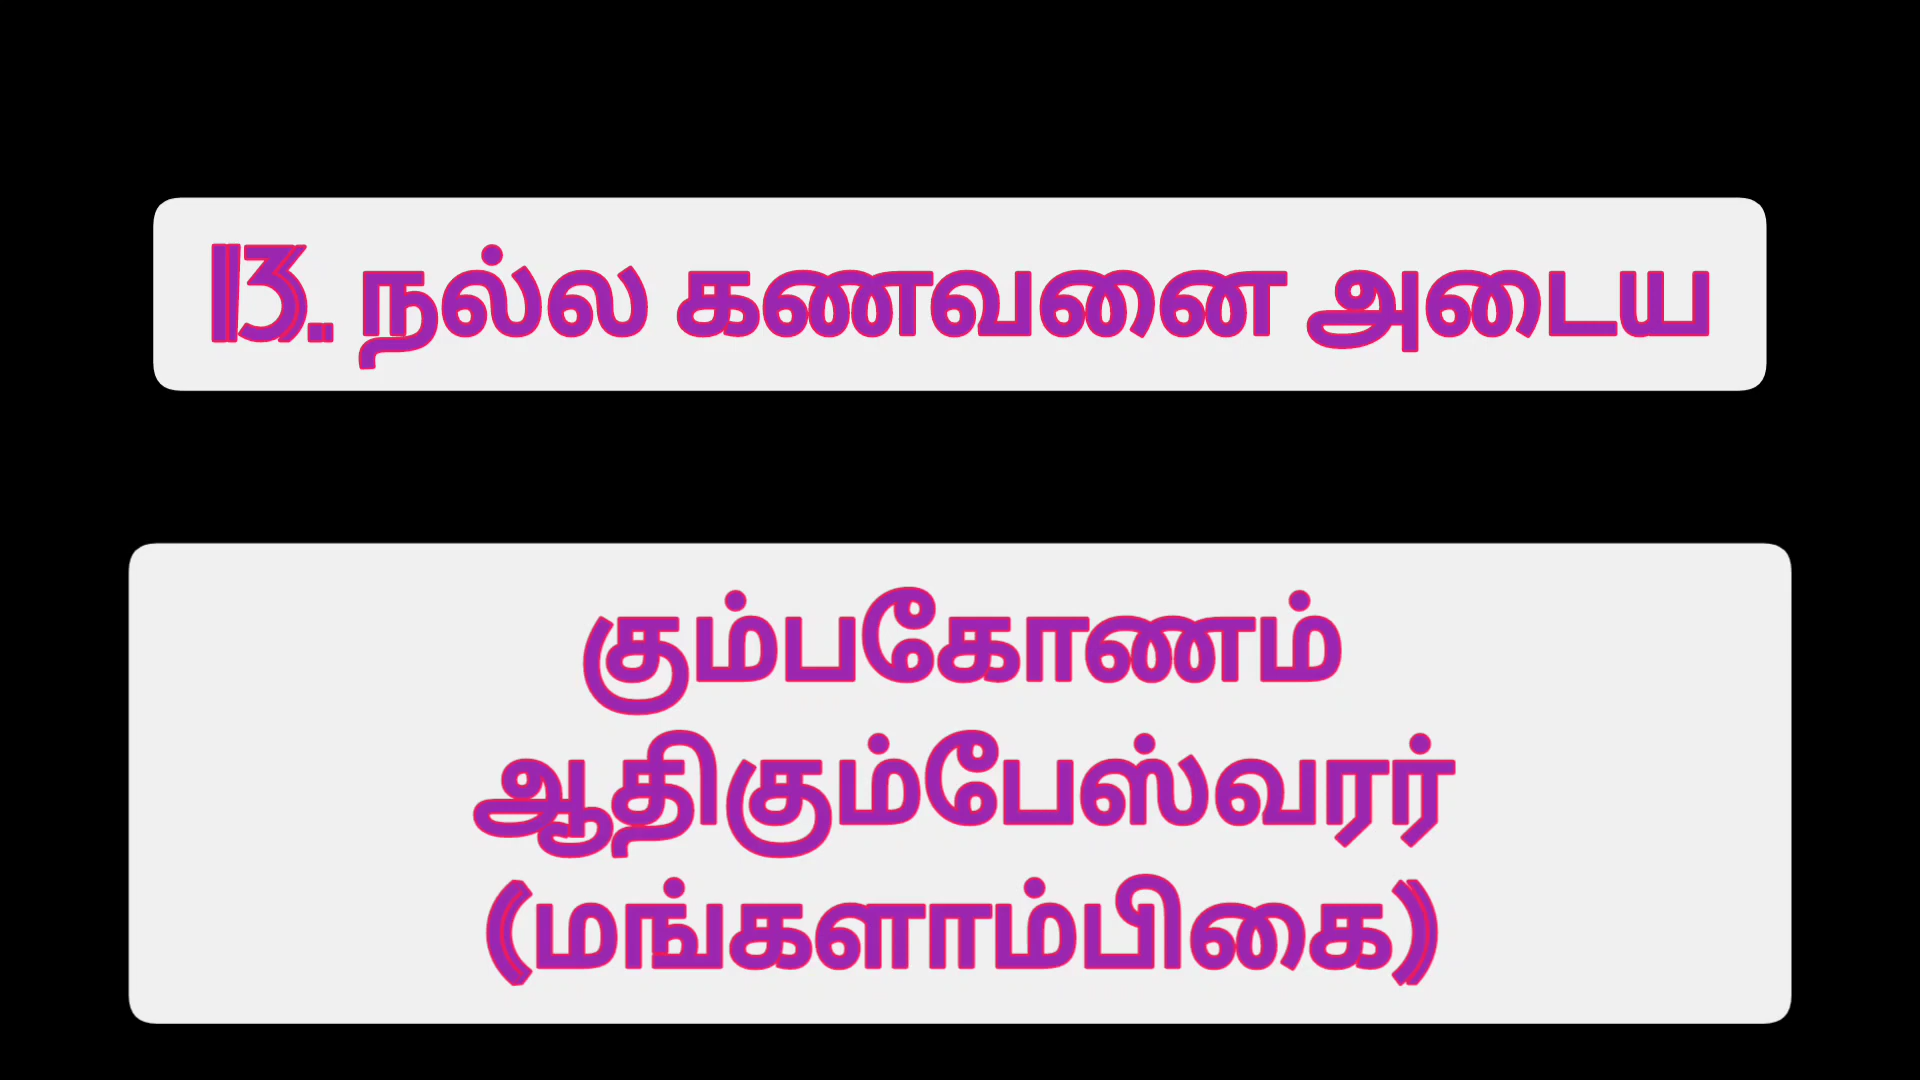 13. நல்ல கணவனை அடைய
கும்பகோணம்
ஆதிகும்பேஸ்வரர்
(மங்களாம்பிகை)